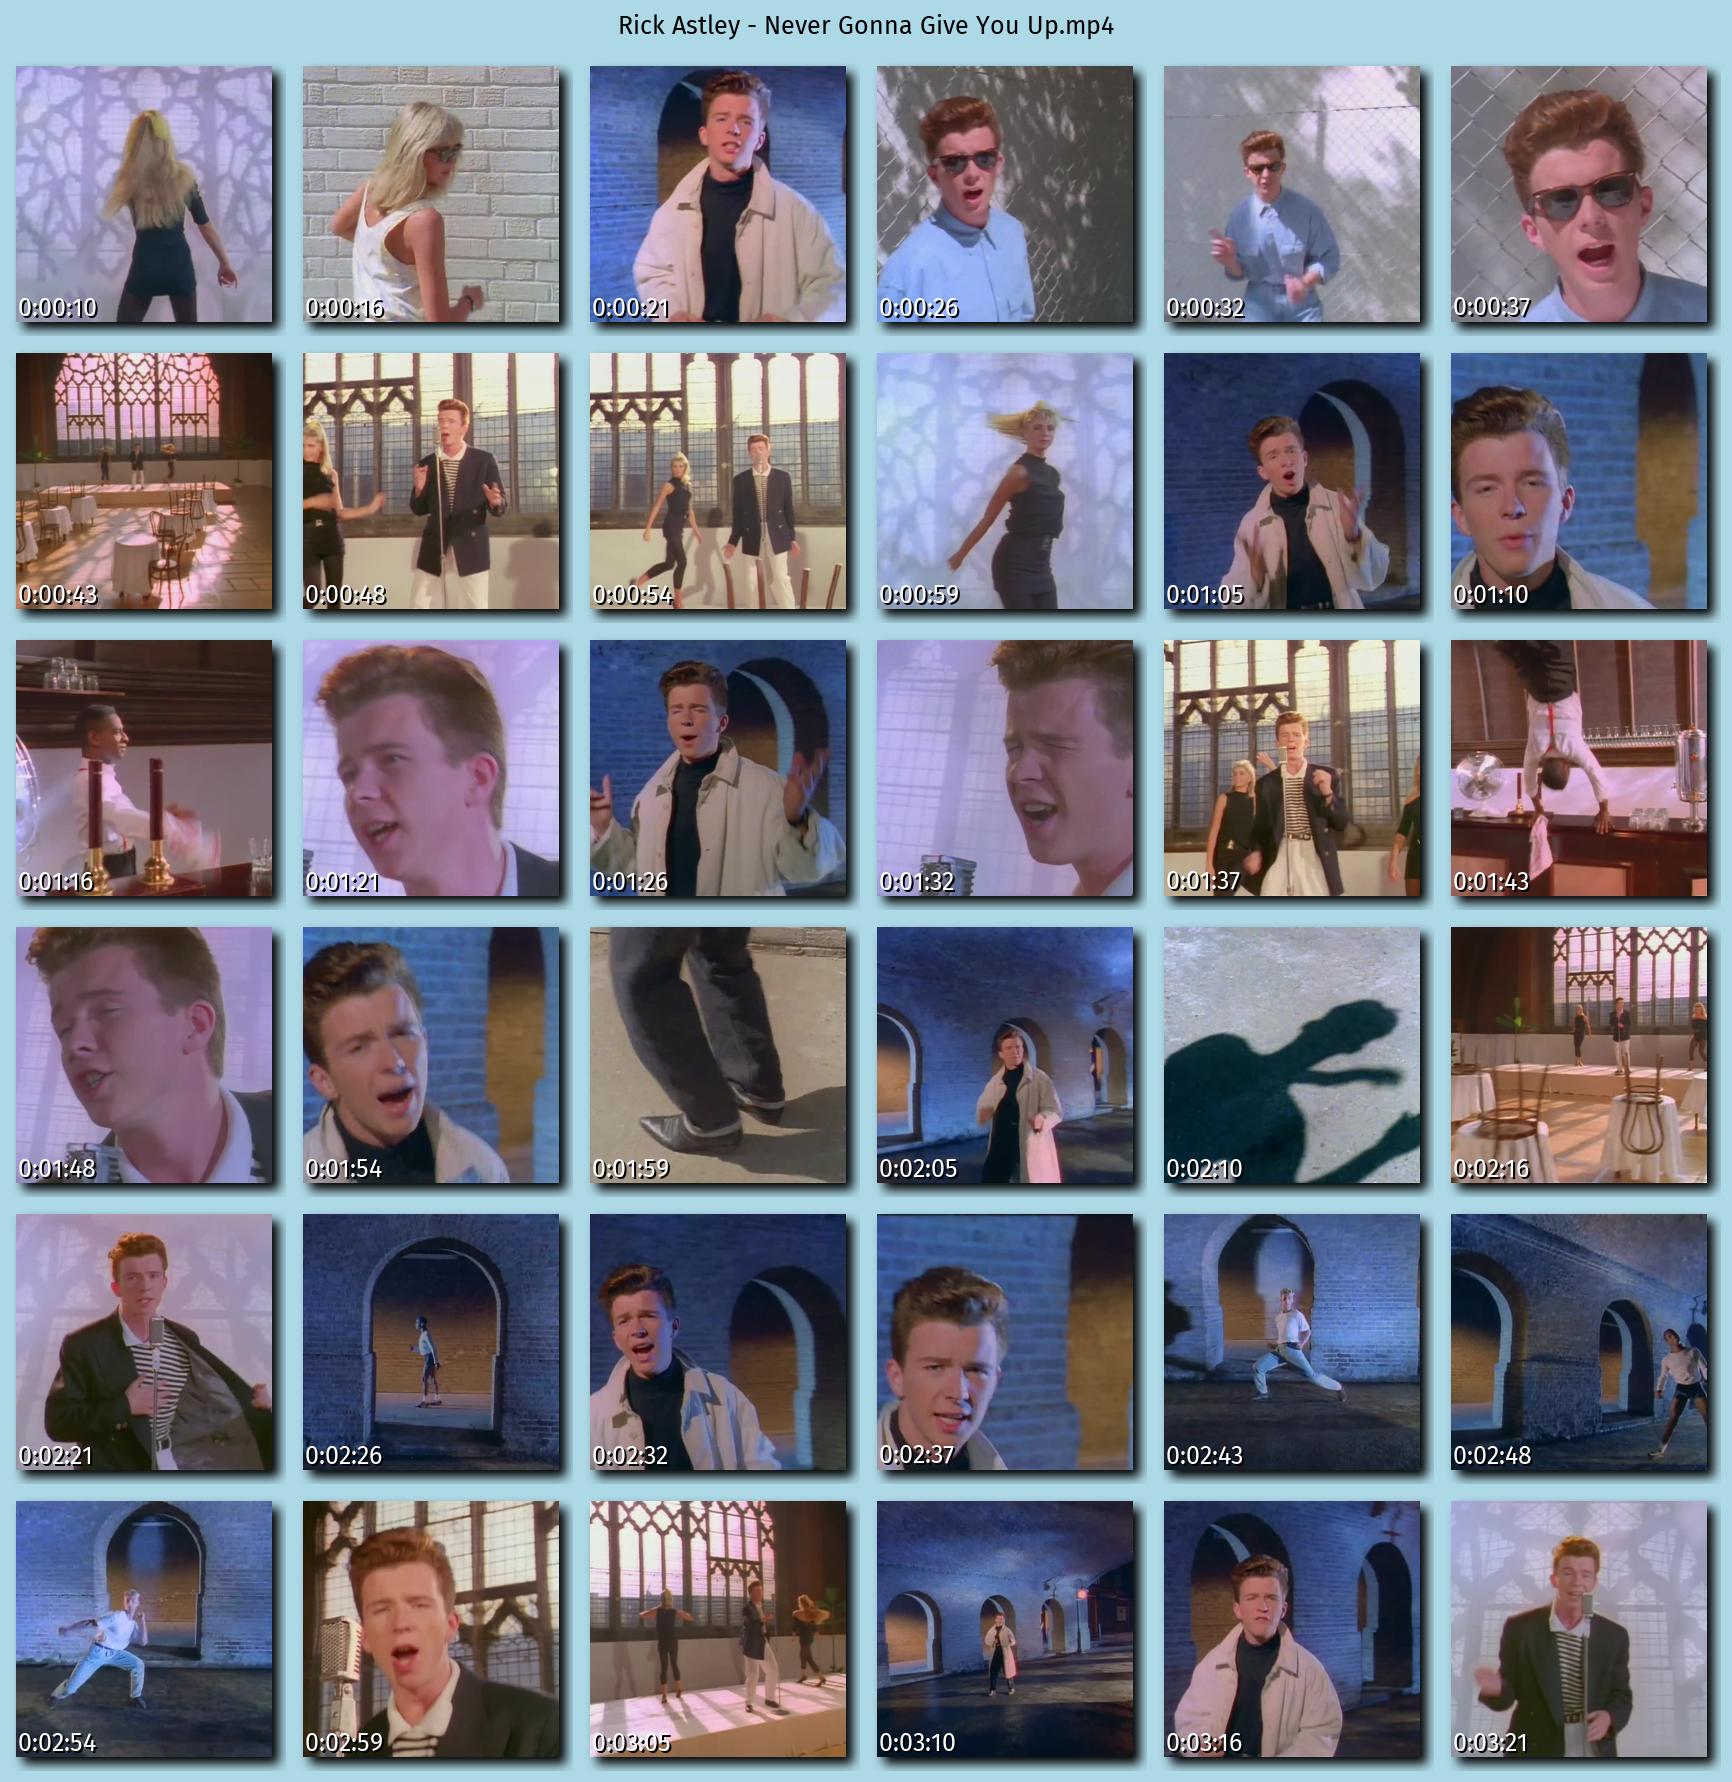 Rick Astley - Never Gonna Give You Up.mp4
0:00:10 0:00:16 0:00:21 0:00:26 0:00:32 0:00:37
0:00:43 0:00:48 0:00:54 0:00:59 0:01:05 0:01:10
0:01:16 0:01:21 0:01:26 0:01:32 0:01:37 0:01:43
0:01:48 0:01:54 0:01:59 0:02:05 0:02:10 0:02:16
0:02:21 0:02:26 0:02:32 0:02:37 0:02:43 0:02:48
0:02:54 0:02:59 0:03:05 0:03:10 0:03:16 0:03:21